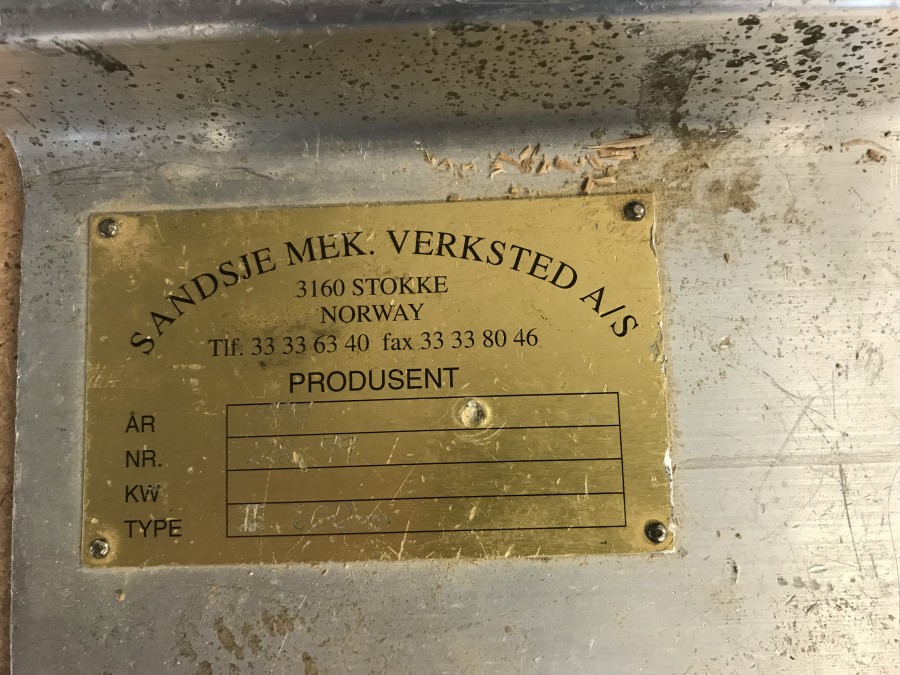 SANDSJE MEK. VERKSTED A/S
3160 STOKKE
NORWAY
Tlf. 33 33 63 40 fax 33 33 80 46
PRODUSENT
ÅR
NR.
KW
TYPE